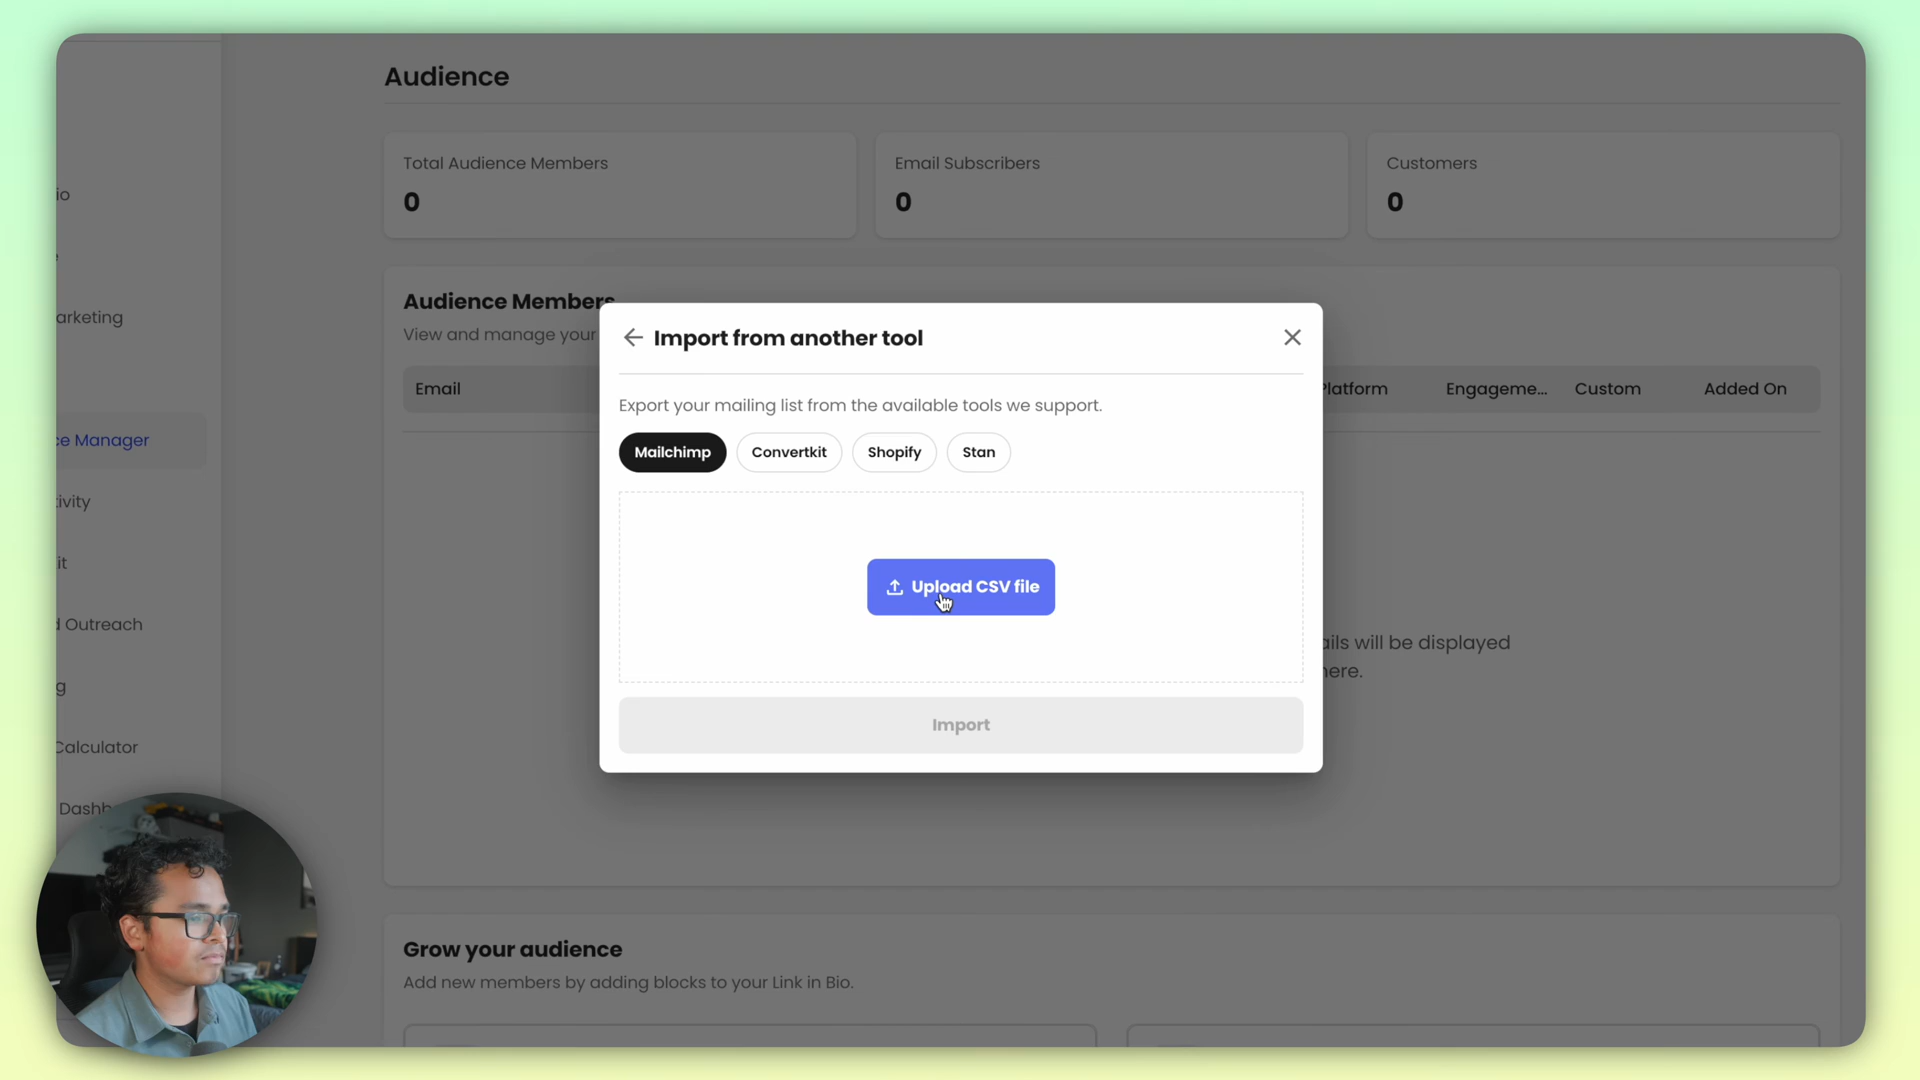 Audience
Total Audience Members
0
Email Subscribers
0
Customers
0
Audience Members
View and manage your
Email
Platform
Engageme...
Custom
Added On
Import from another tool
Export your mailing list from the available tools we support.
Mailchimp
Convertkit
Shopify
Stan
Upload CSV file
Import
ails will be displayed
here.
io
e
arketing
ce Manager
tivity
it
d Outreach
g
Calculator
Dashb
Grow your audience
Add new members by adding blocks to your Link in Bio.